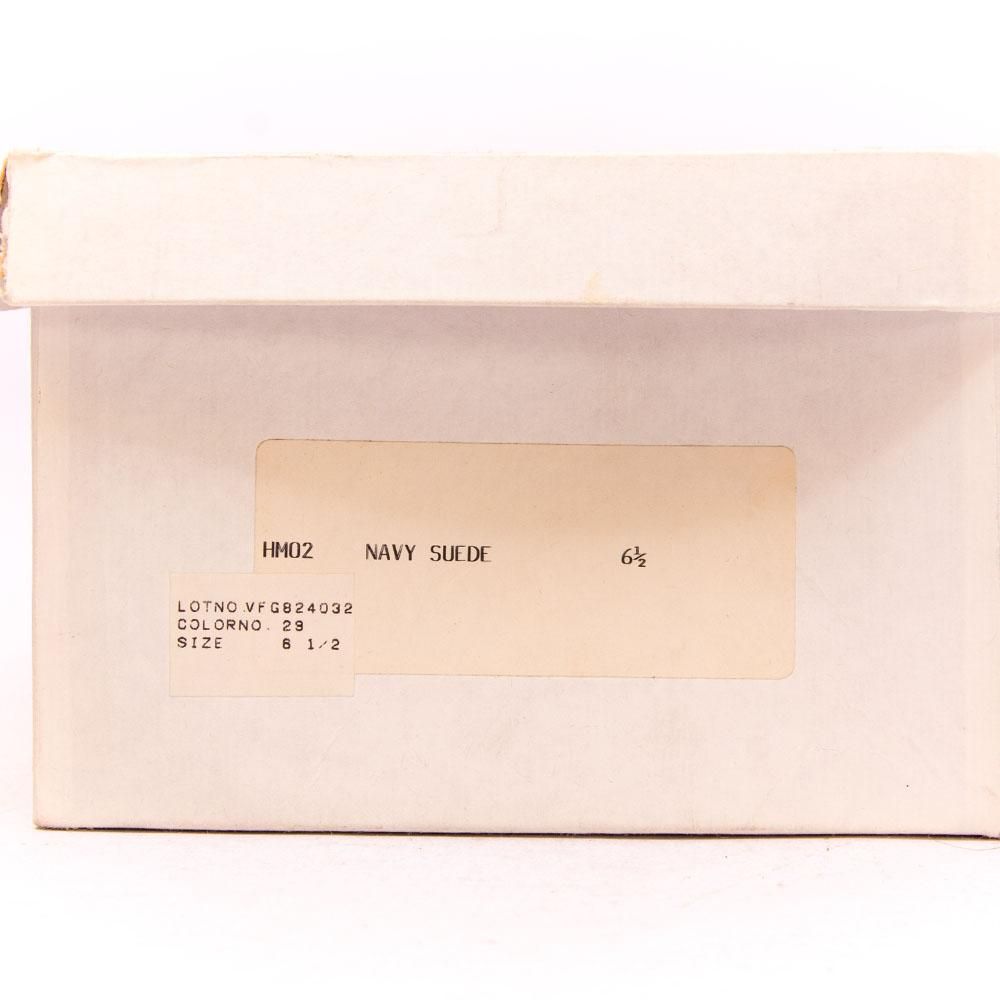 HM02 NAVY SUEDE 6½
LOTNO.VFG824032
COLORNO. 29
SIZE 6 1/2